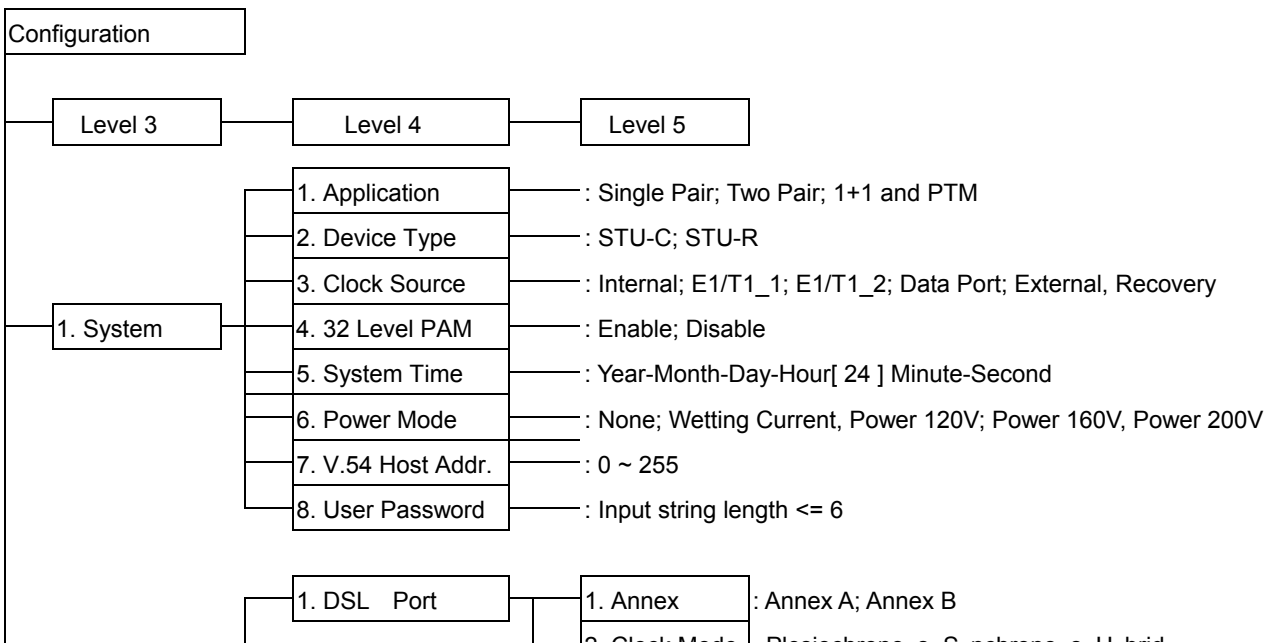 Configuration
Level 3 Level 4 Level 5
1. Application : Single Pair; Two Pair; 1+1 and PTM
2. Device Type : STU-C; STU-R
3. Clock Source : Internal; E1/T1_1; E1/T1_2; Data Port; External, Recovery
1. System 4. 32 Level PAM : Enable; Disable
5. System Time : Year-Month-Day-Hour[ 24 ] Minute-Second
6. Power Mode : None; Wetting Current, Power 120V; Power 160V, Power 200V
7. V.54 Host Addr. : 0 ~ 255
8. User Password : Input string length <= 6
1. DSL Port 1. Annex : Annex A; Annex B
2. Clock Mode